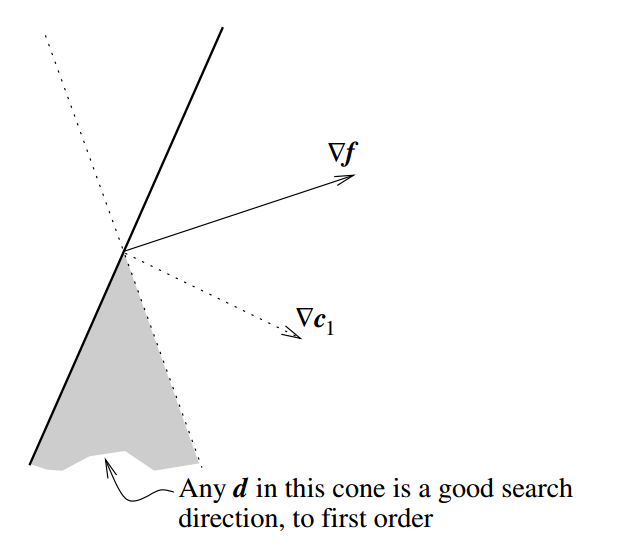 ∇f
∇c₁
Any d in this cone is a good search
direction, to first order